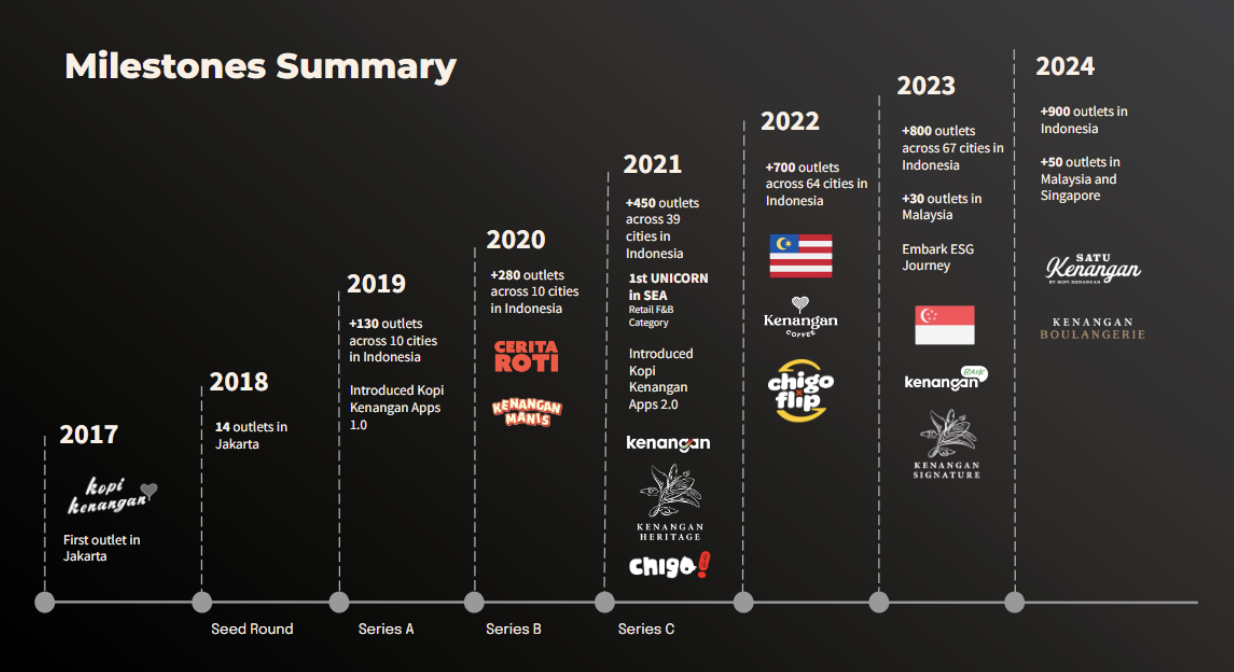 Milestones Summary
2017
kopi
kenangan
First outlet in
Jakarta
2018
14 outlets in
Jakarta
2019
+130 outlets
across 10 cities
in Indonesia
Introduced Kopi
Kenangan Apps
1.0
2020
+280 outlets
across 10 cities
in Indonesia
CERITA
ROTI
KENANGAN
MANIS
2021
+450 outlets
across 39
cities in
Indonesia
1st UNICORN
in SEA
Retail F&B
Category
Introduced
Kopi
Kenangan
Apps 2.0
kenangan
KENANGAN
HERITAGE
chigo!
2022
+700 outlets
across 64 cities in
Indonesia
Kenangan
COFFEE
chigo
flip
2023
+800 outlets
across 67 cities in
Indonesia
+30 outlets in
Malaysia
Embark ESG
Journey
kenangan
KENANGAN
SIGNATURE
2024
+900 outlets in
Indonesia
+50 outlets in
Malaysia and
Singapore
SATU
Kenangan
BY KOPI KENANGAN
KENANGAN
BOULANGERIE
Seed Round
Series A
Series B
Series C